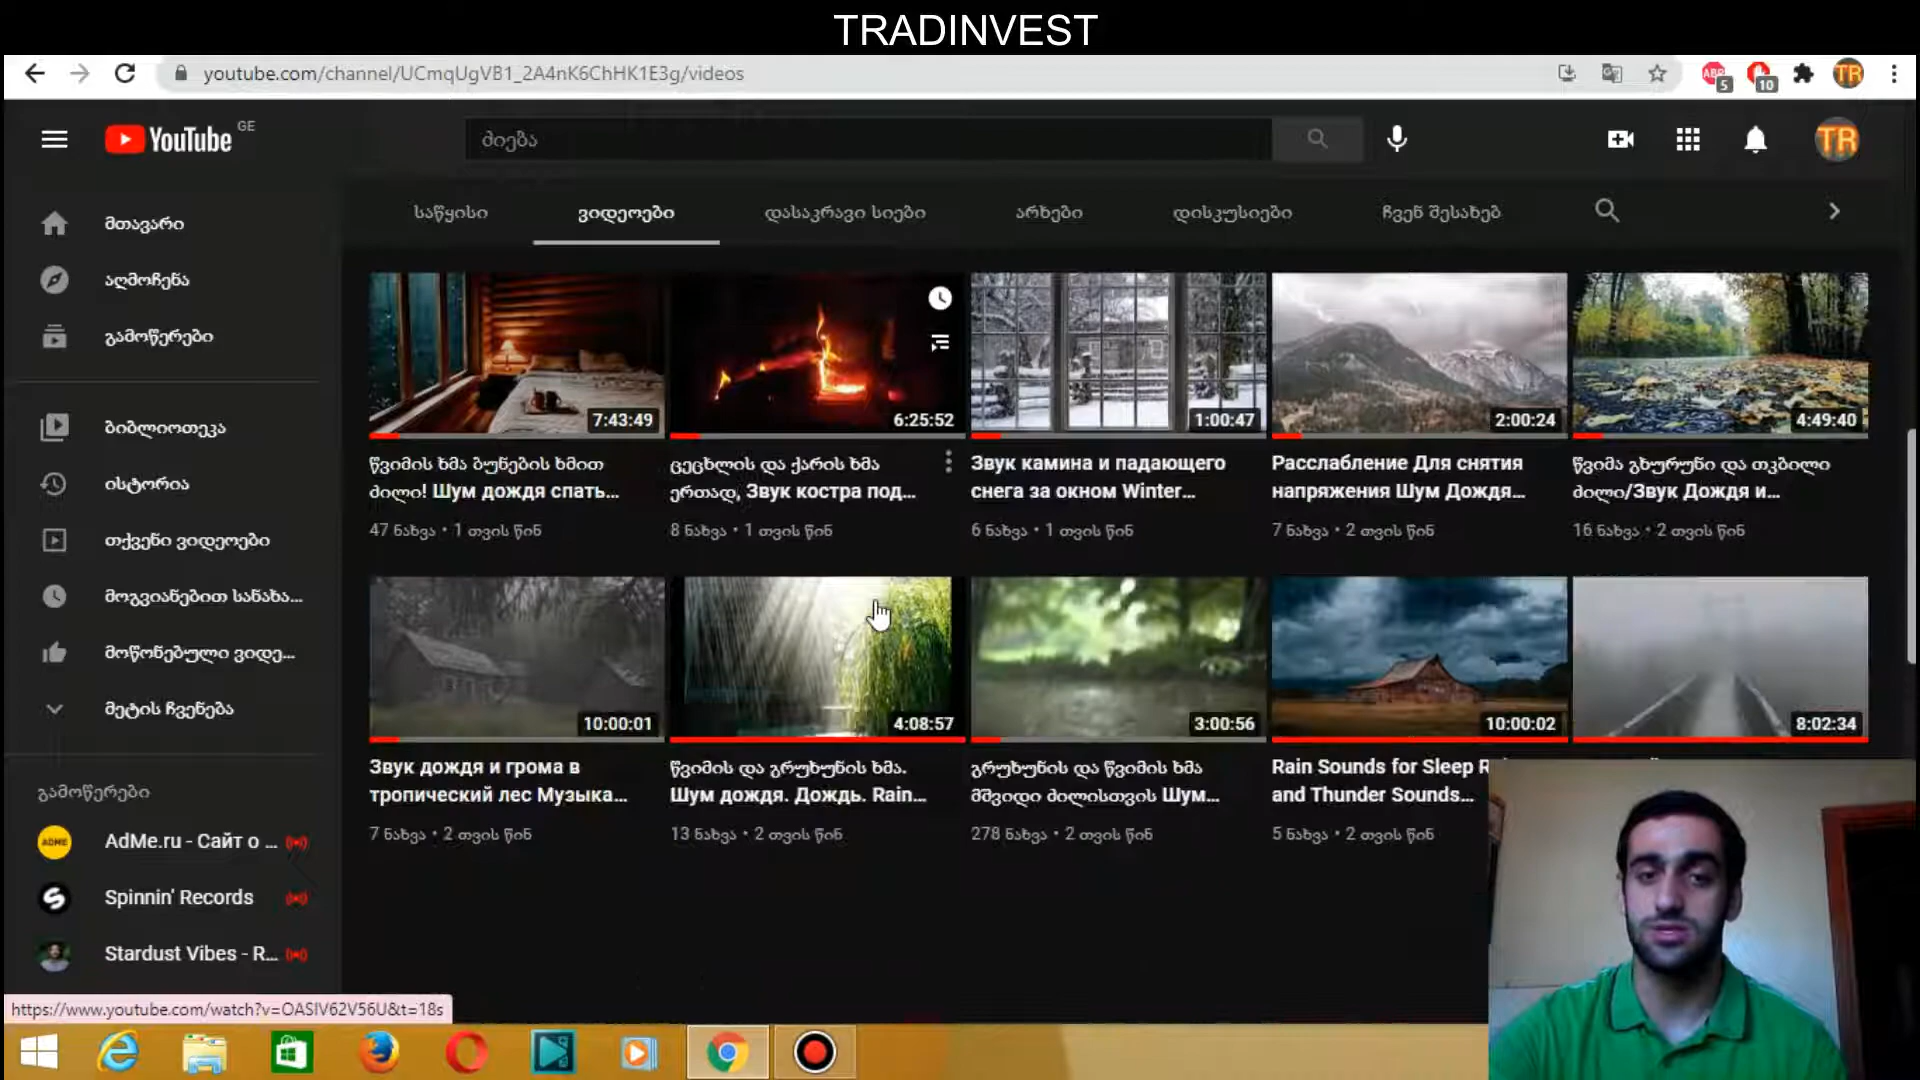 TRADINVEST
youtube.com/channel/UCmqUgVB1_2A4nK6ChHK1E3g/videos
ABP 5
10
TR
YouTube GE
ძიება
TR
საწყისი
ვიდეოები
დასაკრავი სიები
არხები
დისკუსიები
ჩვენ შესახებ
მთავარი
აღმოჩენა
გამოწერები
ბიბლიოთეკა
ისტორია
თქვენი ვიდეოები
მოგვიანებით სანახა...
მოწონებული ვიდე...
მეტის ჩვენება
გამოწერები
ADME
AdMe.ru - Сайт о ...
Spinnin' Records
Stardust Vibes - R...
7:43:49
6:25:52
1:00:47
2:00:24
4:49:40
წვიმის ხმა ბუნების ხმით
ძილი! Шум дождя спать...
47 ნახვა • 1 თვის წინ
ცეცხლის და ქარის ხმა
ერთად, Звук костра под...
8 ნახვა • 1 თვის წინ
Звук камина и падающего
снега за окном Winter...
6 ნახვა • 1 თვის წინ
Расслабление Для снятия
напряжения Шум Дождя...
7 ნახვა • 2 თვის წინ
წვიმა გხურუნი და თკბილი
ძილი/Звук Дождя и...
16 ნახვა • 2 თვის წინ
10:00:01
4:08:57
3:00:56
10:00:02
8:02:34
Звук дождя и грома в
тропический лес Музыка...
7 ნახვა • 2 თვის წინ
წვიმის და გრუხუნის ხმა.
Шум дождя. Дождь. Rain...
13 ნახვა • 2 თვის წინ
გრუხუნის და წვიმის ხმა
მშვიდი ძილისთვის Шум...
278 ნახვა • 2 თვის წინ
Rain Sounds for Sleep R
and Thunder Sounds...
5 ნახვა • 2 თვის წინ
https://www.youtube.com/watch?v=OASIV62V56U&t=18s